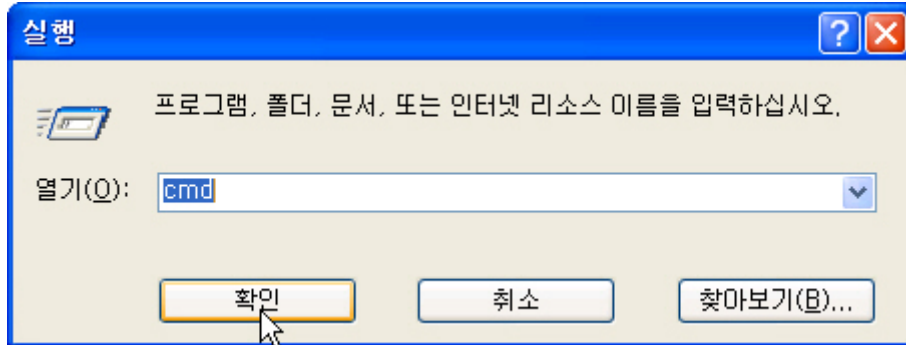 실행
프로그램, 폴더, 문서, 또는 인터넷 리소스 이름을 입력하십시오.
열기(O): cmd
확인 취소 찾아보기(B)...